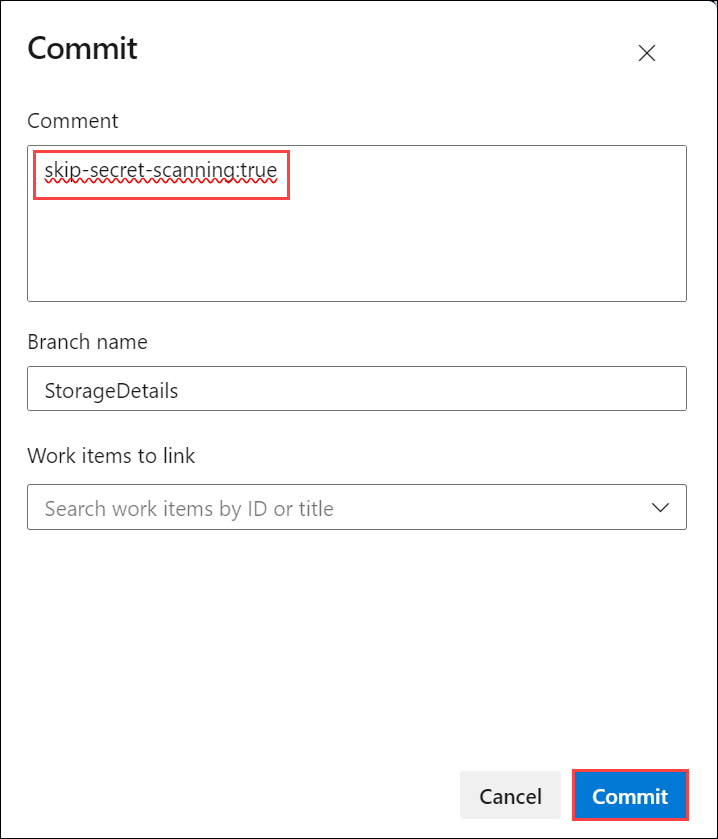 Commit
Comment
skip-secret-scanning:true
Branch name
StorageDetails
Work items to link
Search work items by ID or title
Cancel
Commit